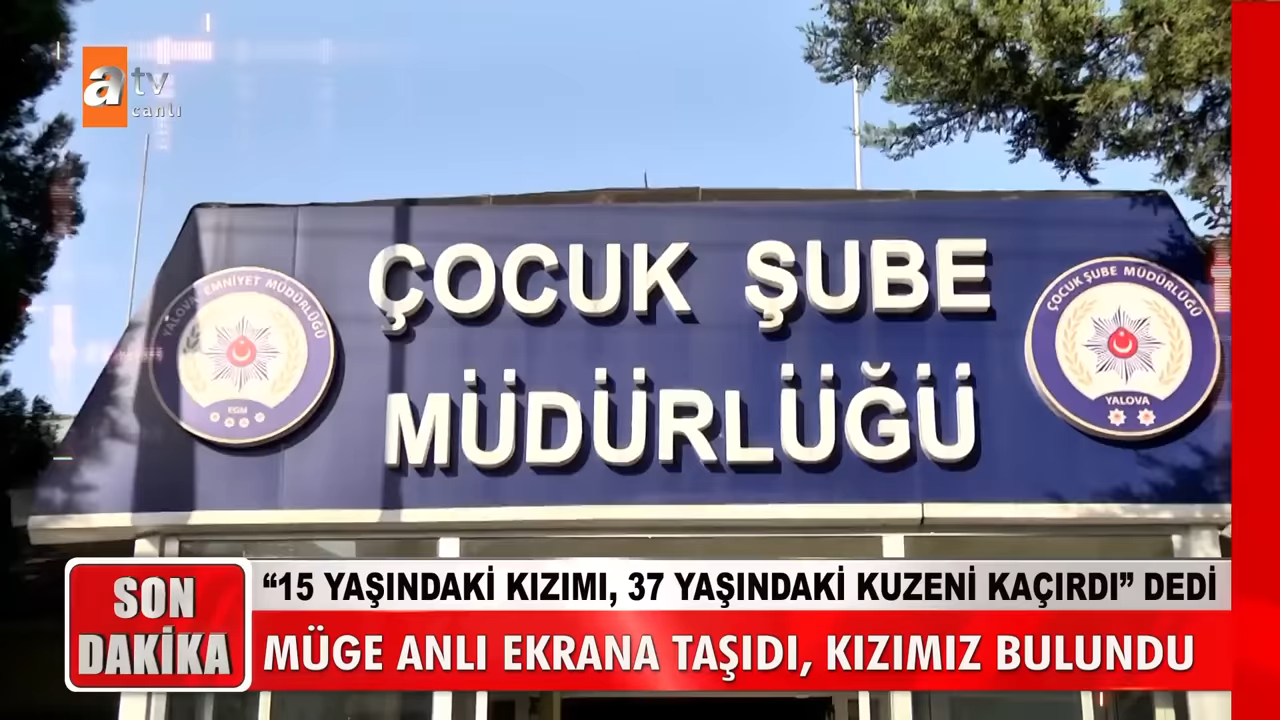 atv
canlı
ÇOCUK ŞUBE
MÜDÜRLÜĞÜ
YALOVA EMNİYET MÜDÜRLÜĞÜ
EGM
ÇOCUK ŞUBE MÜDÜRLÜĞÜ
YALOVA
SON
DAKİKA
“15 YAŞINDAKİ KIZIMI, 37 YAŞINDAKİ KUZENİ KAÇIRDI” DEDİ
MÜGE ANLI EKRANA TAŞIDI, KIZIMIZ BULUNDU